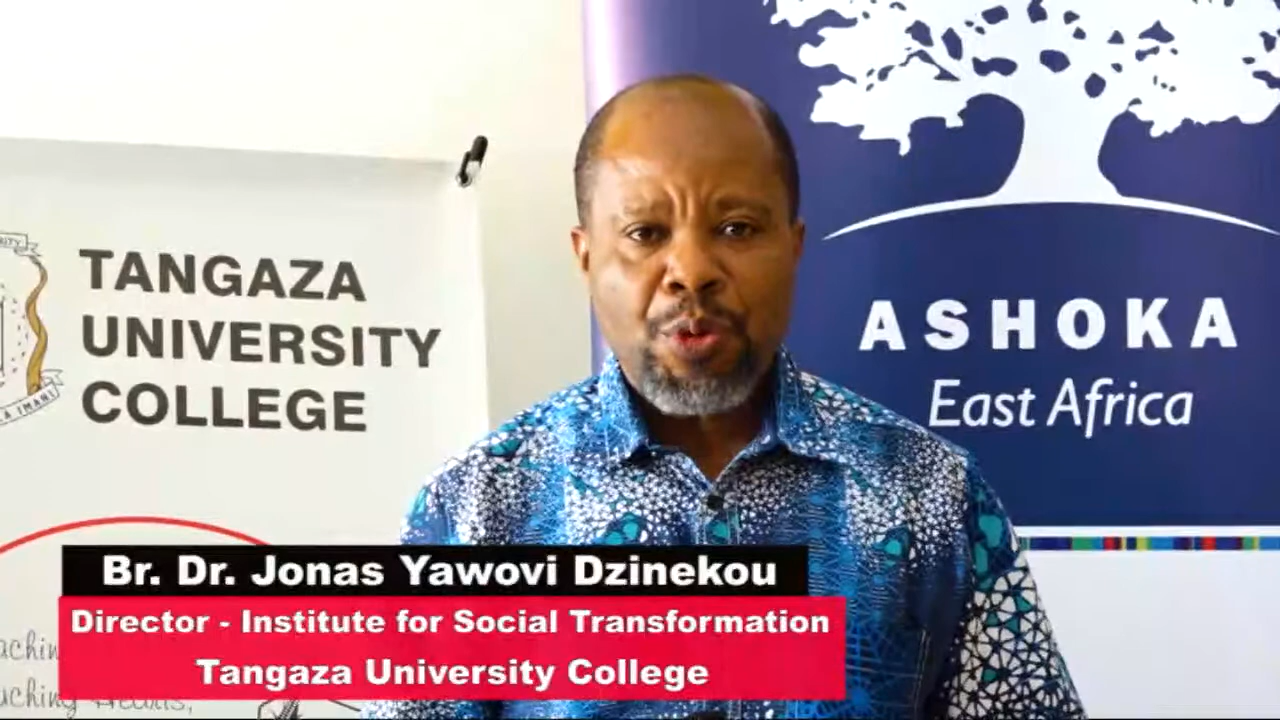 TANGAZA
UNIVERSITY
COLLEGE
ASHOKA
East Africa
Br. Dr. Jonas Yawovi Dzinekou
Director - Institute for Social Transformation
Tangaza University College